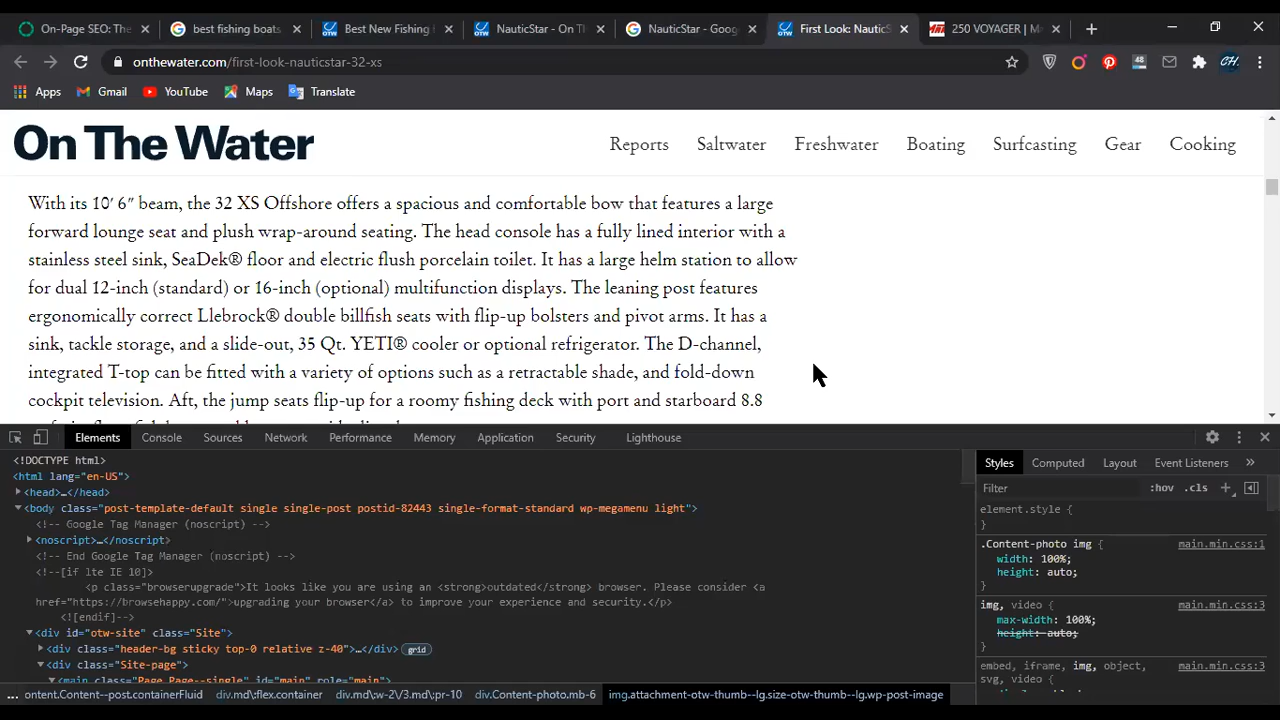 On-Page SEO: The
best fishing boats
Best New Fishing
NauticStar - On T
NauticStar - Goog
First Look: NauticS
250 VOYAGER | M
onthewater.com/first-look-nauticstar-32-xs
48
CH
Apps
Gmail
YouTube
Maps
Translate
On The Water
Reports
Saltwater
Freshwater
Boating
Surfcasting
Gear
Cooking
With its 10′ 6″ beam, the 32 XS Offshore offers a spacious and comfortable bow that features a large
forward lounge seat and plush wrap-around seating. The head console has a fully lined interior with a
stainless steel sink, SeaDek® floor and electric flush porcelain toilet. It has a large helm station to allow
for dual 12-inch (standard) or 16-inch (optional) multifunction displays. The leaning post features
ergonomically correct Llebrock® double billfish seats with flip-up bolsters and pivot arms. It has a
sink, tackle storage, and a slide-out, 35 Qt. YETI® cooler or optional refrigerator. The D-channel,
integrated T-top can be fitted with a variety of options such as a retractable shade, and fold-down
cockpit television. Aft, the jump seats flip-up for a roomy fishing deck with port and starboard 8.8
Elements
Console
Sources
Network
Performance
Memory
Application
Security
Lighthouse
<!DOCTYPE html>
<html lang="en-US">
<head>…</head>
<body class="post-template-default single single-post postid-82443 single-format-standard wp-megamenu light">
<!-- Google Tag Manager (noscript) -->
<noscript>…</noscript>
<!-- End Google Tag Manager (noscript) -->
<!--[if lte IE 10]>
<p class="browserupgrade">It looks like you are using an <strong>outdated</strong> browser. Please consider <a
href="https://browsehappy.com/">upgrading your browser</a> to improve your experience and security.</p>
<![endif]-->
<div id="otw-site" class="Site">
<div class="header-bg sticky top-0 relative z-40">…</div> grid
<div class="Site-page">
<main class="Page Page--single" id="main" role="main">
... ontent.Content--post.containerFluid
div.md\:flex.container
div.md\:w-2\/3.md\:pr-10
div.Content-photo.mb-6
img.attachment-otw-thumb--lg.size-otw-thumb--lg.wp-post-image
Styles
Computed
Layout
Event Listeners
Filter
:hov
.cls
element.style {
}
.Content-photo img {
main.min.css:1
width: 100%;
height: auto;
}
img, video {
main.min.css:3
max-width: 100%;
height: auto;
}
embed, iframe, img, object,
main.min.css:3
svg, video {